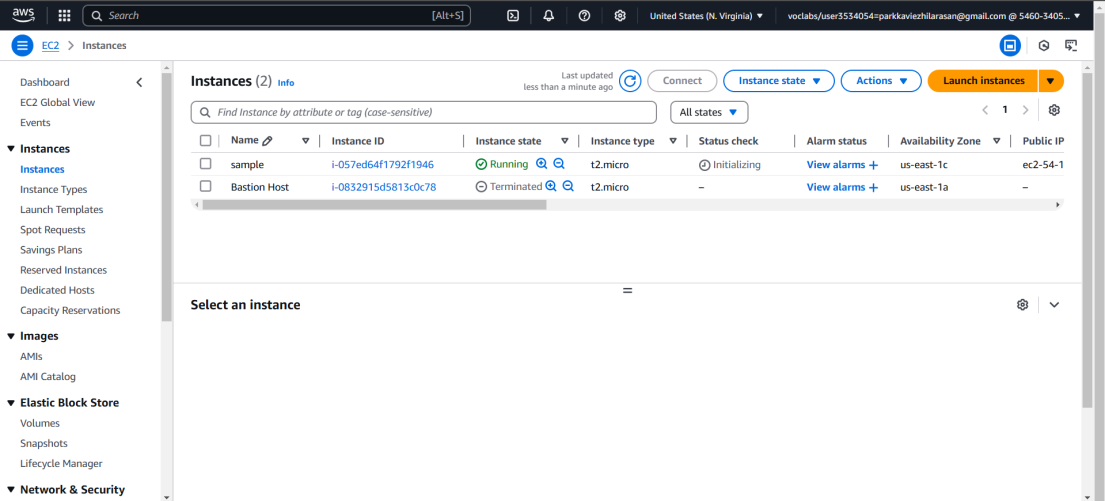 aws
Search [Alt+S] United States (N. Virginia) voclabs/user3534054=parkkaviezhilarasan@gmail.com @ 5460-3405...
EC2 > Instances
Dashboard
EC2 Global View
Events
Instances
Instances
Instance Types
Launch Templates
Spot Requests
Savings Plans
Reserved Instances
Dedicated Hosts
Capacity Reservations
Images
AMIs
AMI Catalog
Elastic Block Store
Volumes
Snapshots
Lifecycle Manager
Network & Security
Instances (2) Info
Last updated
less than a minute ago
Connect
Instance state
Actions
Launch instances
Find Instance by attribute or tag (case-sensitive)
All states
1
Name Instance ID Instance state Instance type Status check Alarm status Availability Zone Public IP
sample i-057ed64f1792f1946 Running t2.micro Initializing View alarms + us-east-1c ec2-54-1
Bastion Host i-0832915d5813c0c78 Terminated t2.micro – View alarms + us-east-1a –
Select an instance